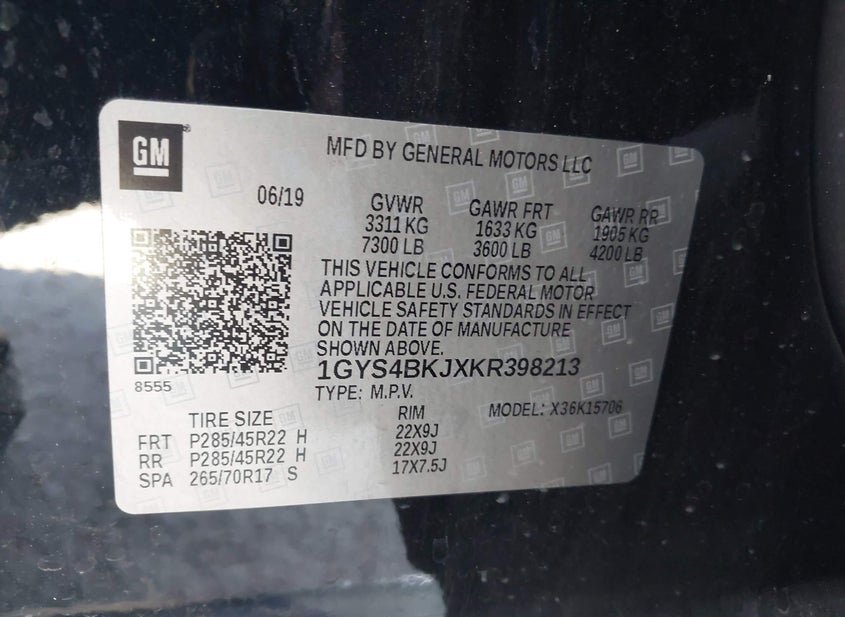 GM
MFD BY GENERAL MOTORS LLC
06/19
GVWR GAWR FRT GAWR RR
3311 KG 1633 KG 1905 KG
7300 LB 3600 LB 4200 LB
THIS VEHICLE CONFORMS TO ALL
APPLICABLE U.S. FEDERAL MOTOR
VEHICLE SAFETY STANDARDS IN EFFECT
ON THE DATE OF MANUFACTURE
SHOWN ABOVE.
1GYS4BKJXKR398213
8555
TYPE: M.P.V.
TIRE SIZE RIM MODEL: X36K15706
FRT P285/45R22 H 22X9J
RR P285/45R22 H 22X9J
SPA 265/70R17 S 17X7.5J